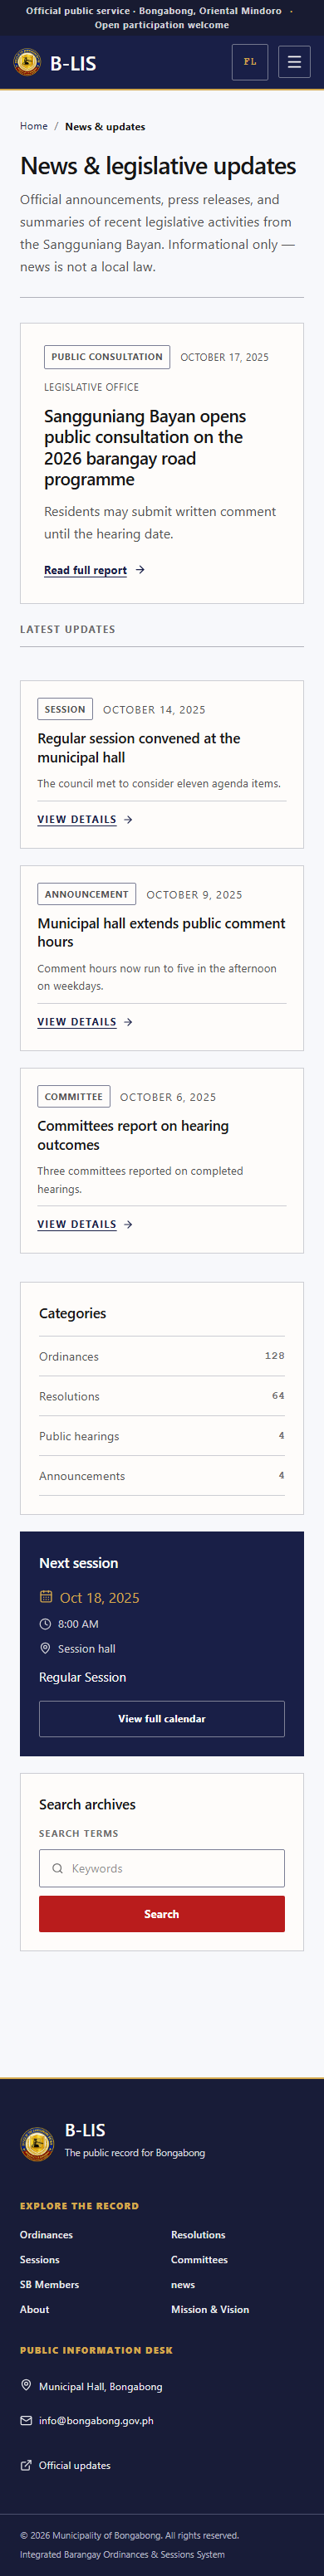 Official public service · Bongabong, Oriental Mindoro ·
Open participation welcome
B-LIS
FL
Home / News & updates
News & legislative updates
Official announcements, press releases, and
summaries of recent legislative activities from
the Sangguniang Bayan. Informational only —
news is not a local law.
PUBLIC CONSULTATION OCTOBER 17, 2025
LEGISLATIVE OFFICE
Sangguniang Bayan opens
public consultation on the
2026 barangay road
programme
Residents may submit written comment
until the hearing date.
Read full report →
LATEST UPDATES
SESSION OCTOBER 14, 2025
Regular session convened at the
municipal hall
The council met to consider eleven agenda items.
VIEW DETAILS →
ANNOUNCEMENT OCTOBER 9, 2025
Municipal hall extends public comment
hours
Comment hours now run to five in the afternoon
on weekdays.
VIEW DETAILS →
COMMITTEE OCTOBER 6, 2025
Committees report on hearing
outcomes
Three committees reported on completed
hearings.
VIEW DETAILS →
Categories
Ordinances 128
Resolutions 64
Public hearings 4
Announcements 4
Next session
Oct 18, 2025
8:00 AM
Session hall
Regular Session
View full calendar
Search archives
SEARCH TERMS
Keywords
Search
B-LIS
The public record for Bongabong
EXPLORE THE RECORD
Ordinances Resolutions
Sessions Committees
SB Members news
About Mission & Vision
PUBLIC INFORMATION DESK
Municipal Hall, Bongabong
info@bongabong.gov.ph
Official updates
© 2026 Municipality of Bongabong. All rights reserved.
Integrated Barangay Ordinances & Sessions System